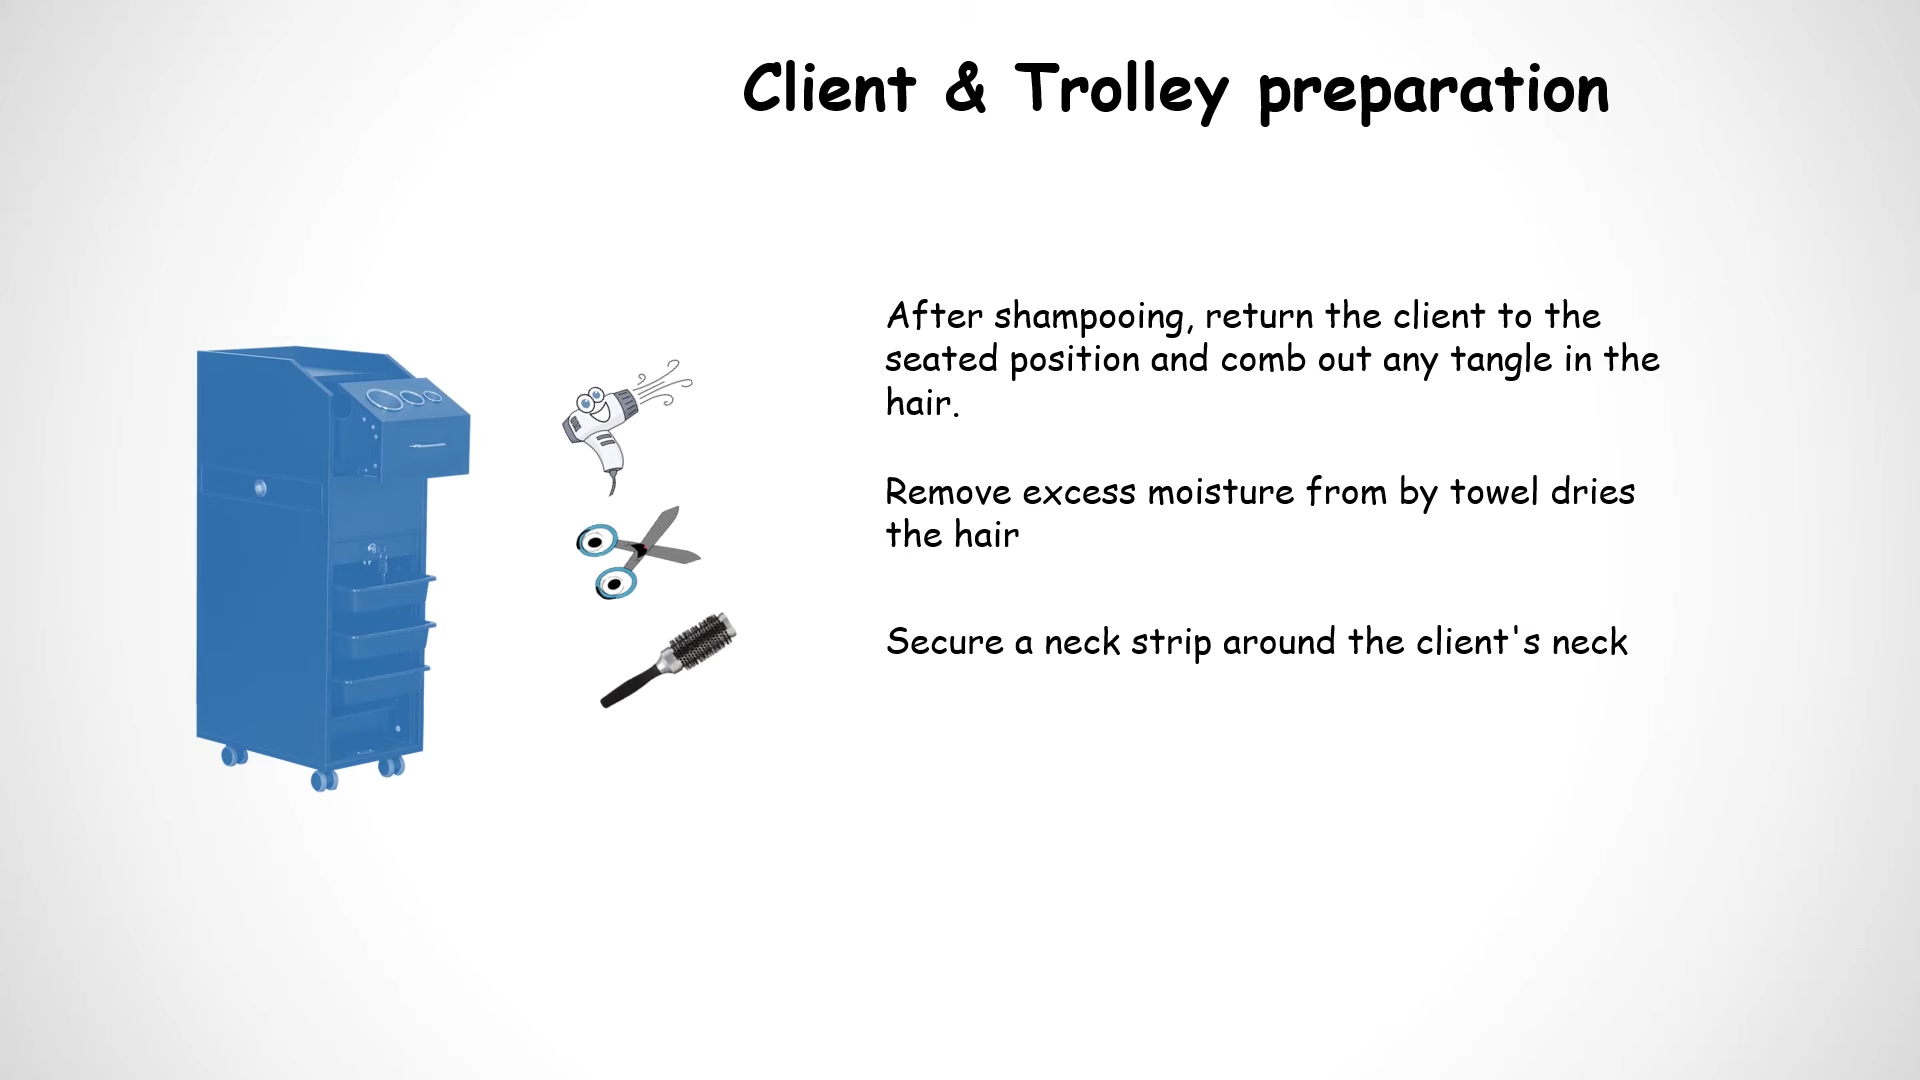 Client & Trolley preparation
After shampooing, return the client to the
seated position and comb out any tangle in the
hair.
Remove excess moisture from by towel dries
the hair
Secure a neck strip around the client's neck